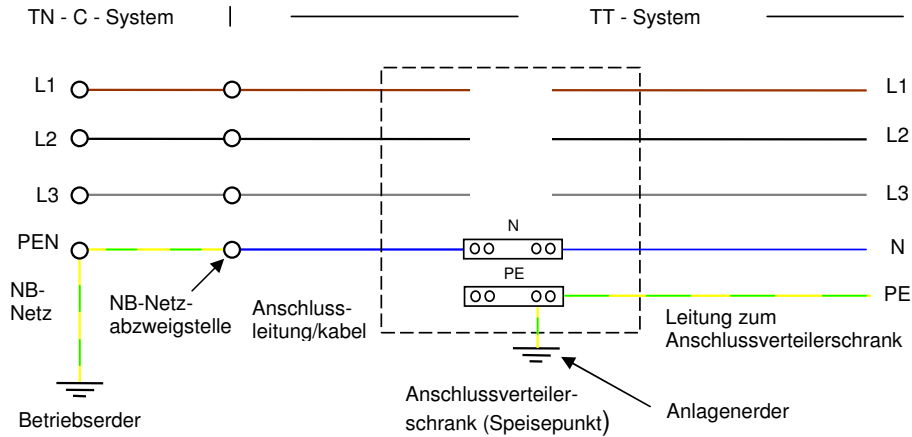 TN - C - System
TT - System
L1
L1
L2
L2
L3
L3
PEN
N
N
PE
PE
NB-
Netz
NB-Netz-
abzweigstelle
Anschluss-
leitung/kabel
Leitung zum
Anschlussverteilerschrank
Betriebserder
Anschlussverteiler-
schrank (Speisepunkt)
Anlagenerder